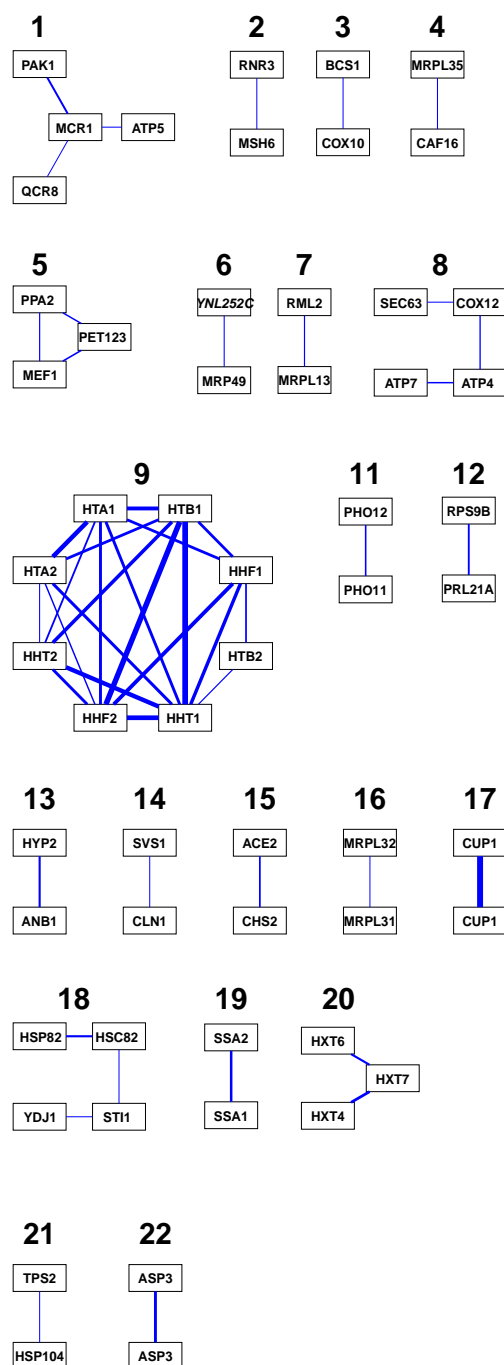 1 2 3 4
PAK1 RNR3 BCS1 MRPL35
MCR1 ATP5
QCR8 MSH6 COX10 CAF16
5 6 7 8
PPA2 YNL252C RML2 SEC63 COX12
PET123
MEF1 MRP49 MRPL13 ATP7 ATP4
9 11 12
HTA1 HTB1 PHO12 RPS9B
HTA2 HHF1
PHO11 PRL21A
HHT2 HTB2
HHF2 HHT1
13 14 15 16 17
HYP2 SVS1 ACE2 MRPL32 CUP1
ANB1 CLN1 CHS2 MRPL31 CUP1
18 19 20
HSP82 HSC82 SSA2 HXT6
HXT7
YDJ1 STI1 SSA1 HXT4
21 22
TPS2 ASP3
HSP104 ASP3